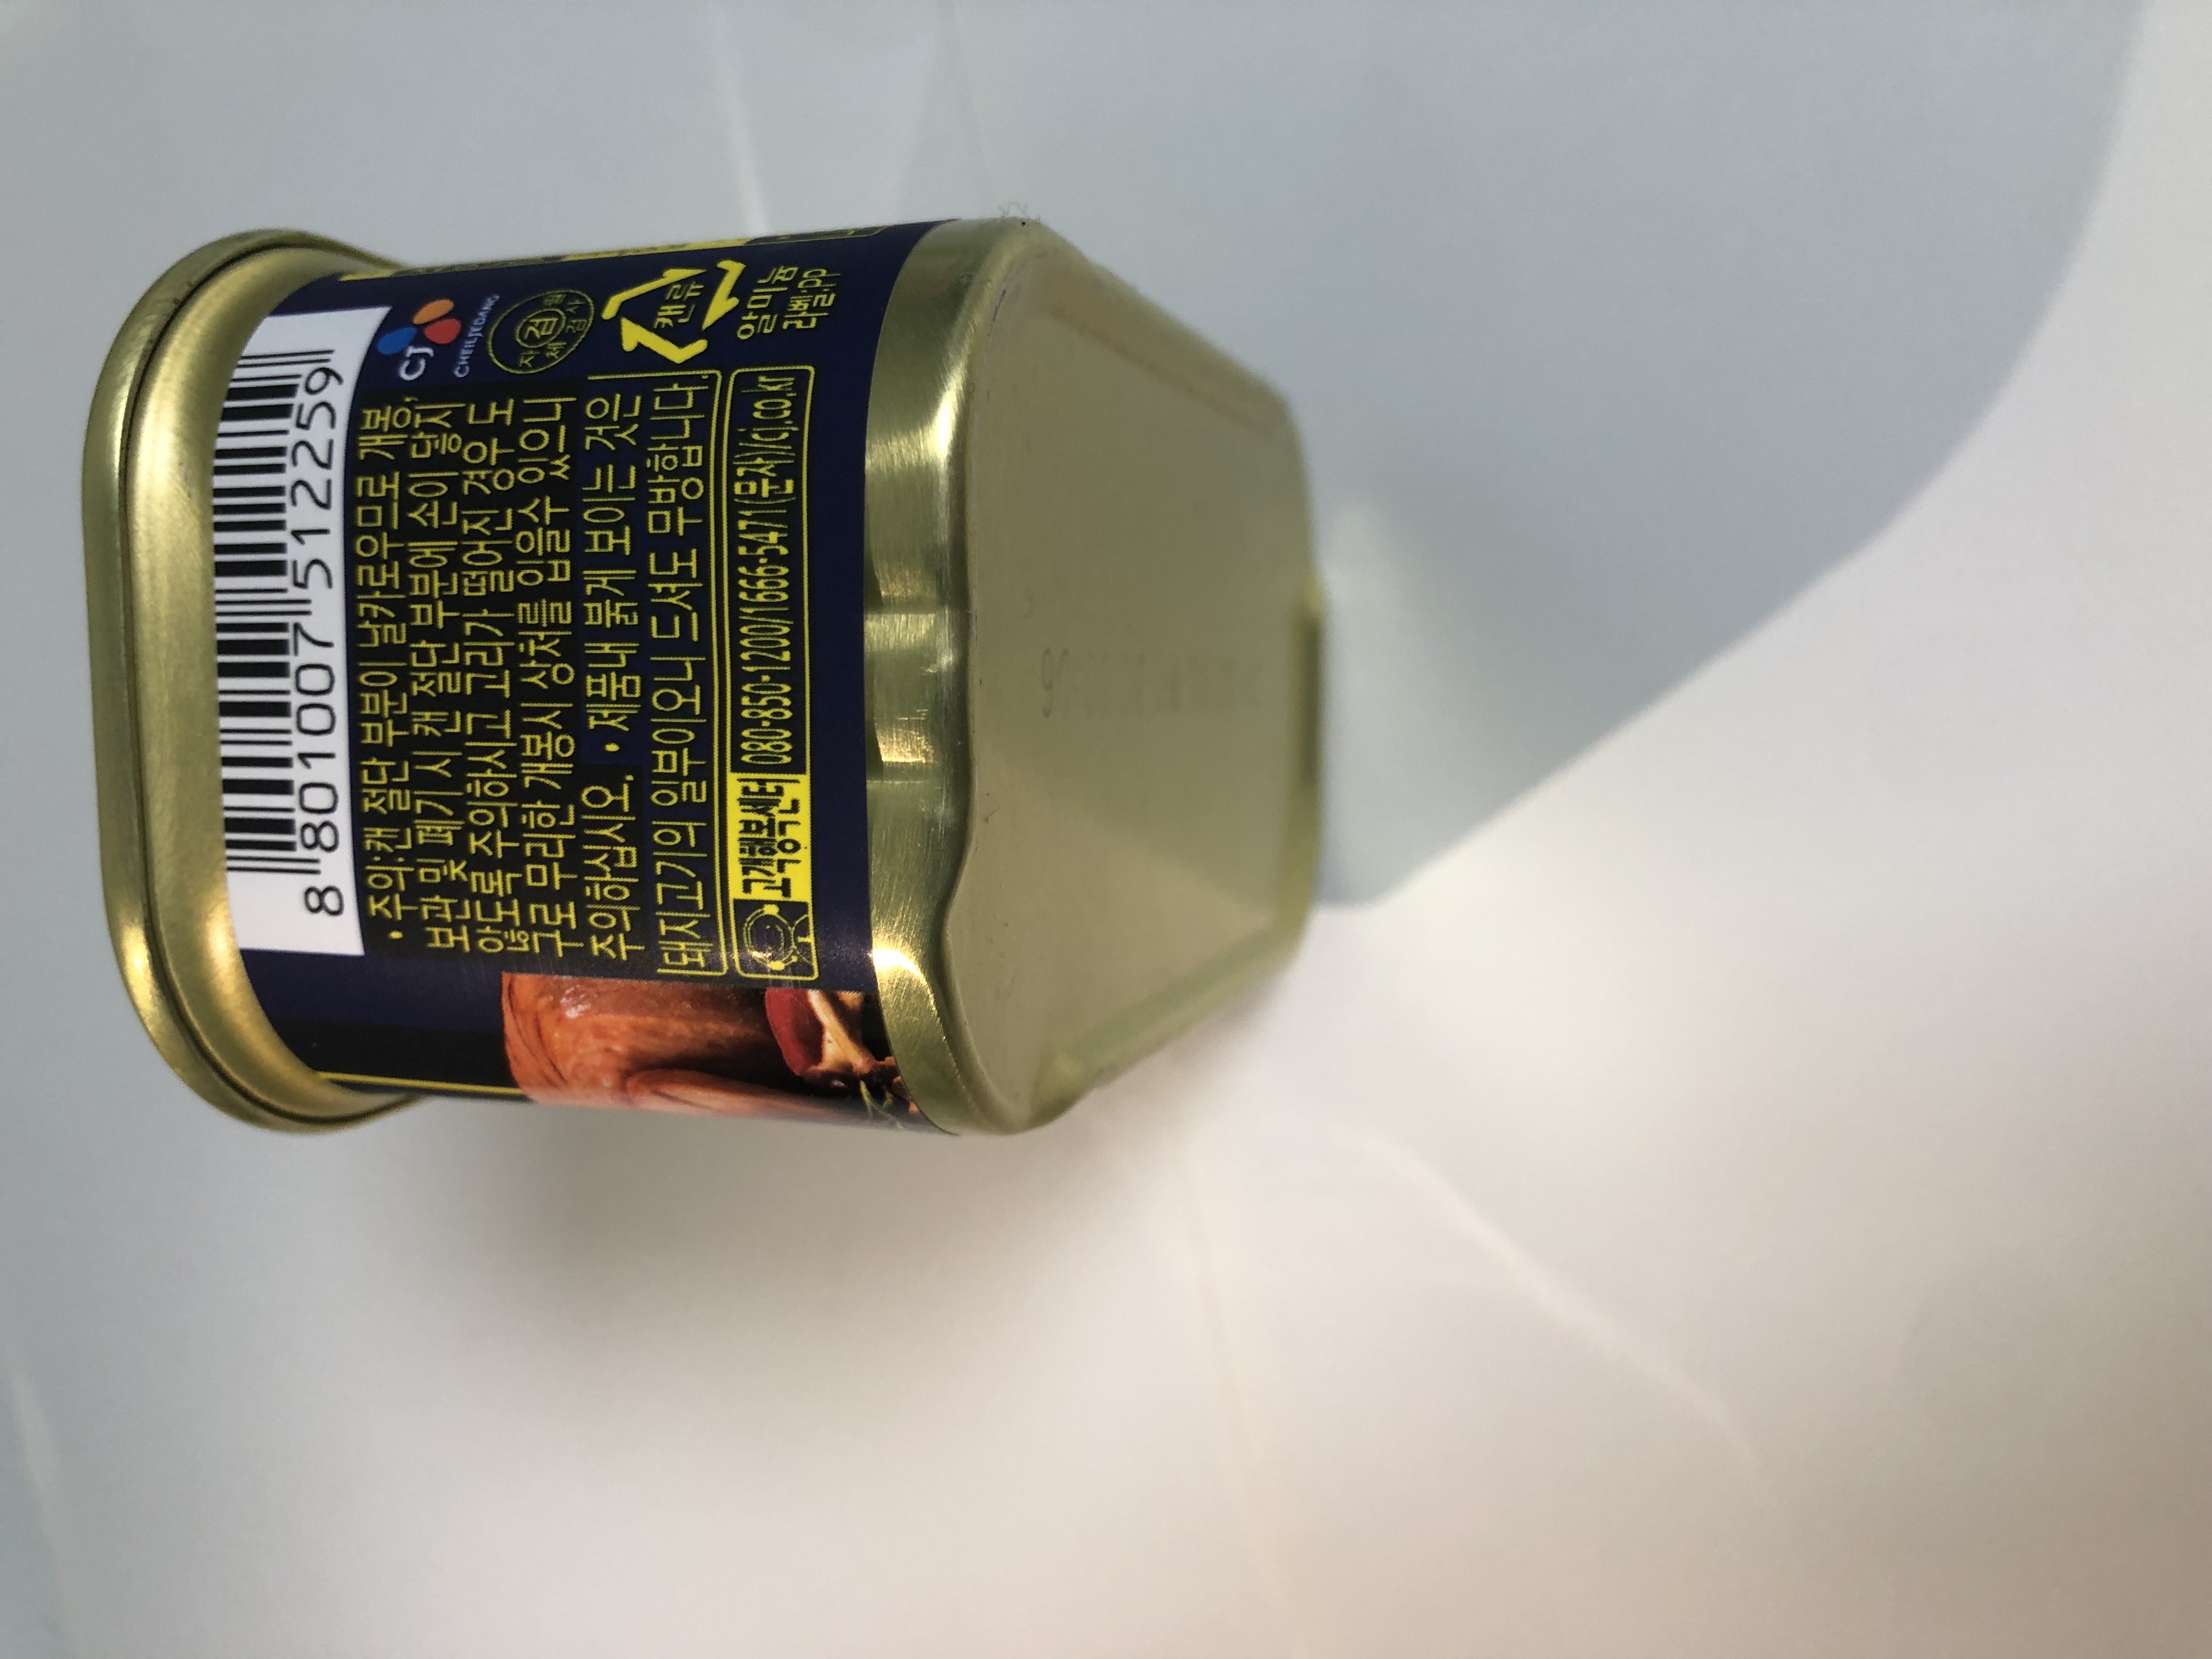 8 801007 512259
• 주의:캔 절단 부분이 날카로우므로 개봉,
보관 및 폐기 시 캔 절단 부분에 손이 닿지
않도록 주의하시고 고리가 떨어진 경우 도
구로 무리한 개봉시 상처를 입을수 있으니
주의하십시오. • 제품내 붉게 보이는 것은
돼지고기의 일부이오니 드셔도 무방합니다.
고객행복센터 080-850-1200/1666-5471(문자)/cj.co.kr
CJ
CHEILJEDANG
자체검필
검
검사
캔류
알미늄
라벨:PP